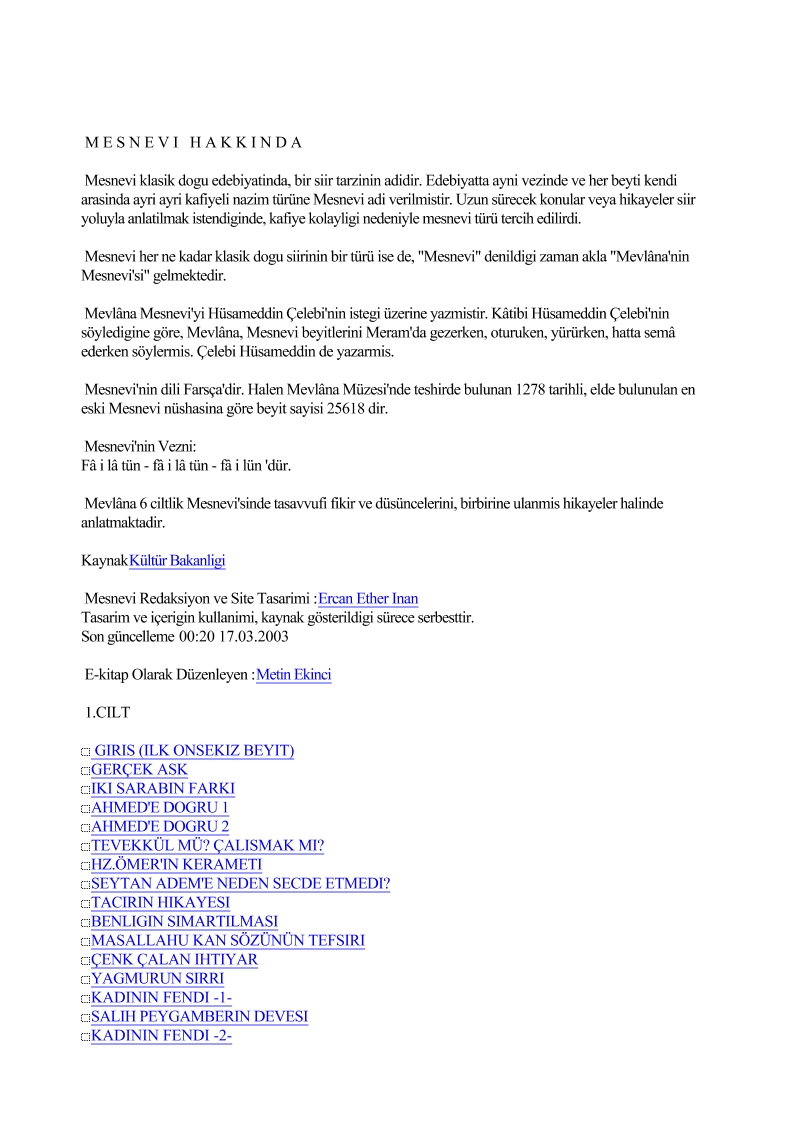 M E S N E V I   H A K K I N D A
Mesnevi klasik dogu edebiyatinda, bir siir tarzinin adidir. Edebiyatta ayni vezinde ve her beyti kendi
arasinda ayri ayri kafiyeli nazim türüne Mesnevi adi verilmistir. Uzun sürecek konular veya hikayeler siir
yoluyla anlatilmak istendiginde, kafiye kolayligi nedeniyle mesnevi türü tercih edilirdi.
Mesnevi her ne kadar klasik dogu siirinin bir türü ise de, "Mesnevi" denildigi zaman akla "Mevlâna'nin
Mesnevi'si" gelmektedir.
Mevlâna Mesnevi'yi Hüsameddin Çelebi'nin istegi üzerine yazmistir. Kâtibi Hüsameddin Çelebi'nin
söyledigine göre, Mevlâna, Mesnevi beyitlerini Meram'da gezerken, oturuken, yürürken, hatta semâ
ederken söylermis. Çelebi Hüsameddin de yazarmis.
Mesnevi'nin dili Farsça'dir. Halen Mevlâna Müzesi'nde teshirde bulunan 1278 tarihli, elde bulunulan en
eski Mesnevi nüshasina göre beyit sayisi 25618 dir.
Mesnevi'nin Vezni:
Fâ i lâ tün - fâ i lâ tün - fâ i lün 'dür.
Mevlâna 6 ciltlik Mesnevi'sinde tasavvufi fikir ve düsüncelerini, birbirine ulanmis hikayeler halinde
anlatmaktadir.
KaynakKültür Bakanligi
Mesnevi Redaksiyon ve Site Tasarimi :Ercan Ether Inan
Tasarim ve içerigin kullanimi, kaynak gösterildigi sürece serbesttir.
Son güncelleme 00:20 17.03.2003
E-kitap Olarak Düzenleyen :Metin Ekinci
1.CILT
GIRIS (ILK ONSEKIZ BEYIT)
GERÇEK ASK
IKI SARABIN FARKI
AHMED'E DOGRU 1
AHMED'E DOGRU 2
TEVEKKÜL MÜ? ÇALISMAK MI?
HZ.ÖMER'IN KERAMETI
SEYTAN ADEM'E NEDEN SECDE ETMEDI?
TACIRIN HIKAYESI
BENLIGIN SIMARTILMASI
MASALLAHU KAN SÖZÜNÜN TEFSIRI
ÇENK ÇALAN IHTIYAR
YAGMURUN SIRRI
KADININ FENDI -1-
SALIH PEYGAMBERIN DEVESI
KADININ FENDI -2-